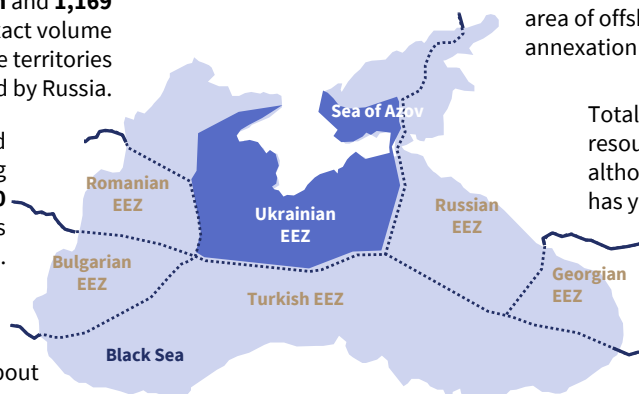 and 1,169
act volume
e territories
d by Russia.
area of offsh
annexation
d
g
0
s
.
Total
resou
altho
has y
Sea of Azov
Romanian
EEZ
Ukrainian
EEZ
Russian
EEZ
Bulgarian
EEZ
Turkish EEZ
Georgian
EEZ
Black Sea
bout